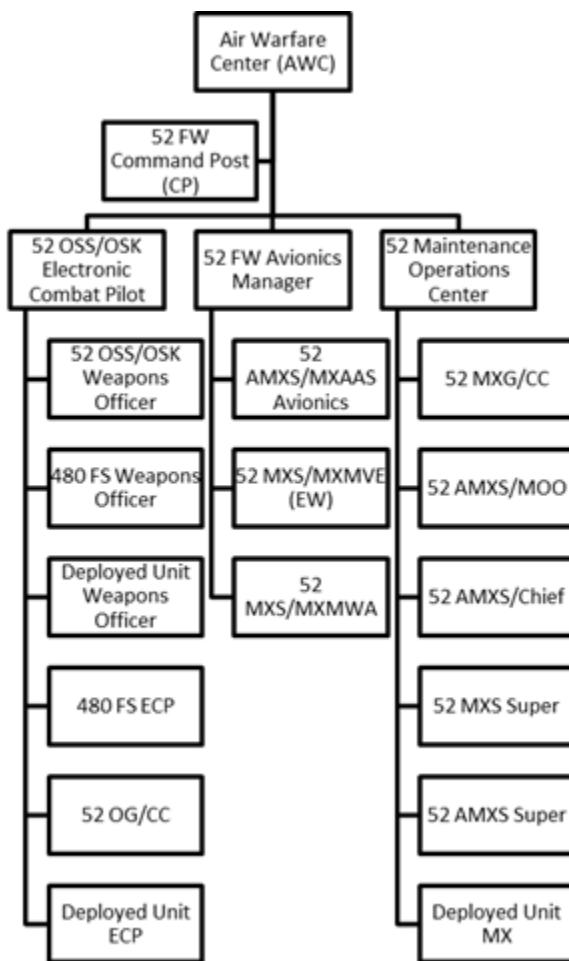 Air Warfare
Center (AWC)
52 FW
Command Post
(CP)
52 OSS/OSK
Electronic
Combat Pilot
52 FW Avionics
Manager
52 Maintenance
Operations
Center
52 OSS/OSK
Weapons
Officer
52
AMXS/MXAAS
Avionics
52 MXG/CC
480 FS Weapons
Officer
52 MXS/MXMVE
(EW)
52 AMXS/MOO
Deployed Unit
Weapons
Officer
52
MXS/MXMWA
52 AMXS/Chief
480 FS ECP
52 MXS Super
52 OG/CC
52 AMXS Super
Deployed Unit
ECP
Deployed Unit
MX